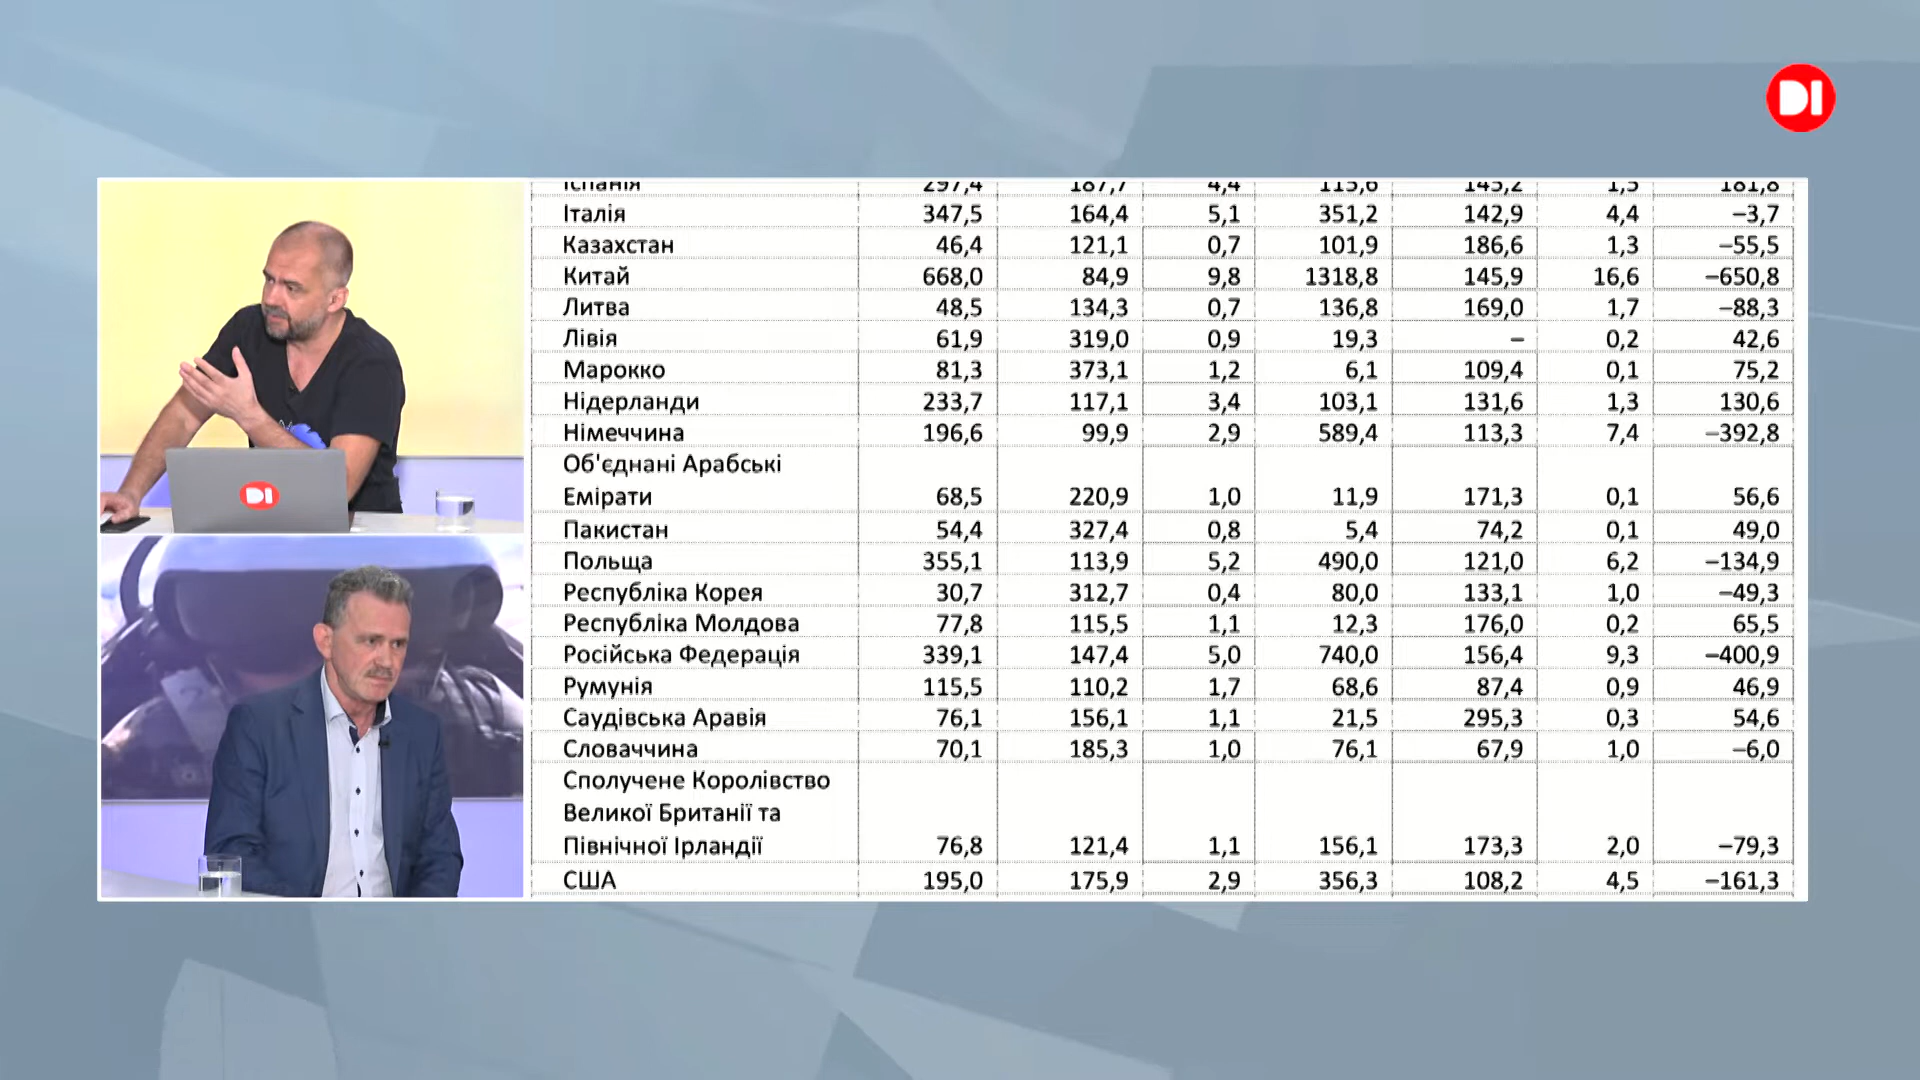 DI
Іспанія 297,4 187,7 4,4 115,6 145,2 1,5 181,8
Італія 347,5 164,4 5,1 351,2 142,9 4,4 –3,7
Казахстан 46,4 121,1 0,7 101,9 186,6 1,3 –55,5
Китай 668,0 84,9 9,8 1318,8 145,9 16,6 –650,8
Литва 48,5 134,3 0,7 136,8 169,0 1,7 –88,3
Лівія 61,9 319,0 0,9 19,3 – 0,2 42,6
Марокко 81,3 373,1 1,2 6,1 109,4 0,1 75,2
Нідерланди 233,7 117,1 3,4 103,1 131,6 1,3 130,6
Німеччина 196,6 99,9 2,9 589,4 113,3 7,4 –392,8
Об'єднані Арабські
Емірати 68,5 220,9 1,0 11,9 171,3 0,1 56,6
Пакистан 54,4 327,4 0,8 5,4 74,2 0,1 49,0
Польща 355,1 113,9 5,2 490,0 121,0 6,2 –134,9
Республіка Корея 30,7 312,7 0,4 80,0 133,1 1,0 –49,3
Республіка Молдова 77,8 115,5 1,1 12,3 176,0 0,2 65,5
Російська Федерація 339,1 147,4 5,0 740,0 156,4 9,3 –400,9
Румунія 115,5 110,2 1,7 68,6 87,4 0,9 46,9
Саудівська Аравія 76,1 156,1 1,1 21,5 295,3 0,3 54,6
Словаччина 70,1 185,3 1,0 76,1 67,9 1,0 –6,0
Сполучене Королівство
Великої Британії та
Північної Ірландії 76,8 121,4 1,1 156,1 173,3 2,0 –79,3
США 195,0 175,9 2,9 356,3 108,2 4,5 –161,3
DI